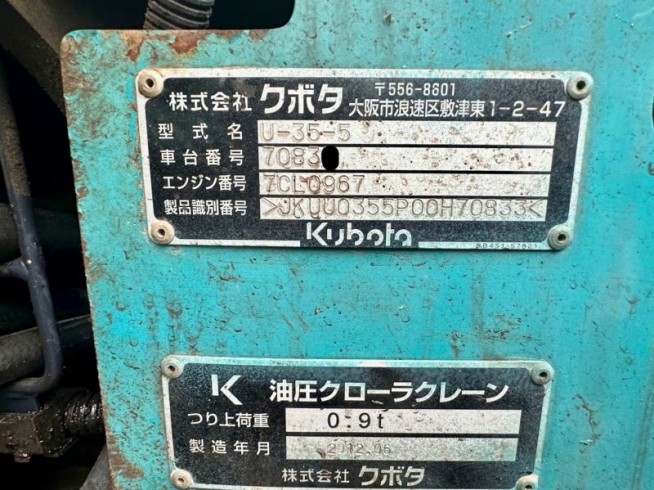 株式会社 クボタ 〒556-8601
大阪市浪速区敷津東1-2-47
型式名 U-35-5
車台番号 7083
エンジン番号 7CL0967
製品識別番号 >JKUU0355P00H70833<
Kubota
K 油圧クローラクレーン
つり上荷重 0.9t
製造年月 2012.06
株式会社 クボタ